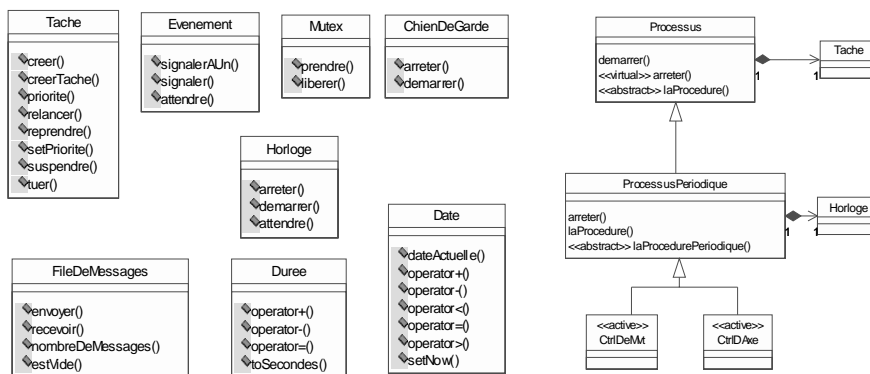 Tache
creer()
creerTache()
priorite()
relancer()
reprendre()
setPriorite()
suspendre()
tuer()
Evenement
signalerAUn()
signaler()
attendre()
Mutex
prendre()
liberer()
ChienDeGarde
arreter()
demarrer()
Horloge
arreter()
demarrer()
attendre()
Date
dateActuelle()
operator+()
operator-()
operator<()
operator=()
operator>()
setNow()
FileDeMessages
envoyer()
recevoir()
nombreDeMessages()
estVide()
Duree
operator+()
operator-()
operator=()
toSecondes()
Processus
demarrer()
<<virtual>> arreter()
<<abstract>> laProcedure()
1
1
Tache
ProcessusPeriodique
arreter()
laProcedure()
<<abstract>> laProcedurePeriodique()
1
1
Horloge
<<active>>
CtrlDeMvt
<<active>>
CtrlDAxe